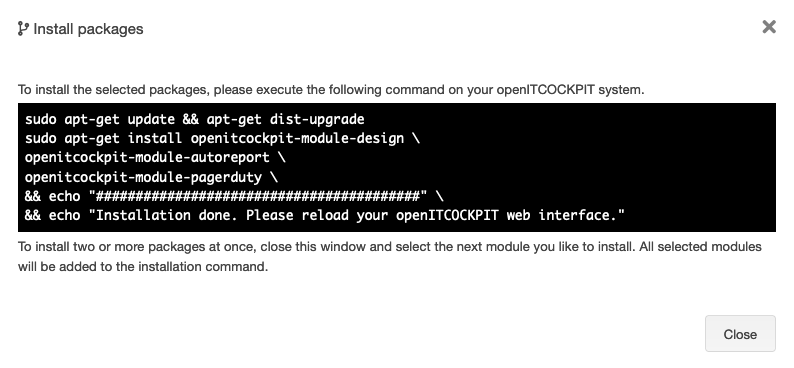 Install packages
To install the selected packages, please execute the following command on your openITCOCKPIT system.
sudo apt-get update && apt-get dist-upgrade
sudo apt-get install openitcockpit-module-design \
openitcockpit-module-autoreport \
openitcockpit-module-pagerduty \
&& echo "#########################################" \
&& echo "Installation done. Please reload your openITCOCKPIT web interface."
To install two or more packages at once, close this window and select the next module you like to install. All selected modules
will be added to the installation command.
Close